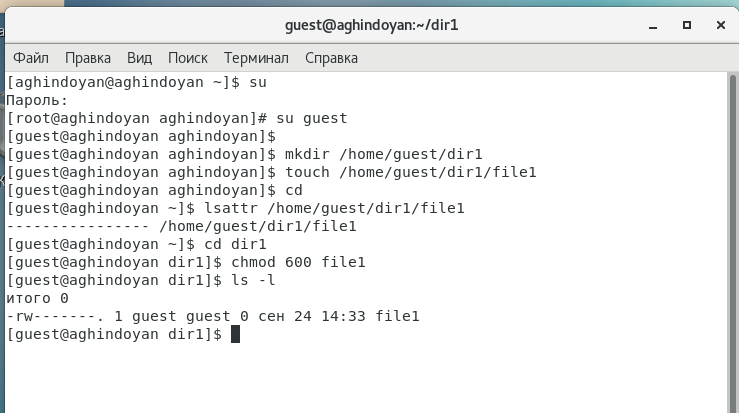 guest@aghindoyan:~/dir1
Файл Правка Вид Поиск Терминал Справка
[aghindoyan@aghindoyan ~]$ su
Пароль:
[root@aghindoyan aghindoyan]# su guest
[guest@aghindoyan aghindoyan]$
[guest@aghindoyan aghindoyan]$ mkdir /home/guest/dir1
[guest@aghindoyan aghindoyan]$ touch /home/guest/dir1/file1
[guest@aghindoyan aghindoyan]$ cd
[guest@aghindoyan ~]$ lsattr /home/guest/dir1/file1
---------------- /home/guest/dir1/file1
[guest@aghindoyan ~]$ cd dir1
[guest@aghindoyan dir1]$ chmod 600 file1
[guest@aghindoyan dir1]$ ls -l
итого 0
-rw-------. 1 guest guest 0 сен 24 14:33 file1
[guest@aghindoyan dir1]$